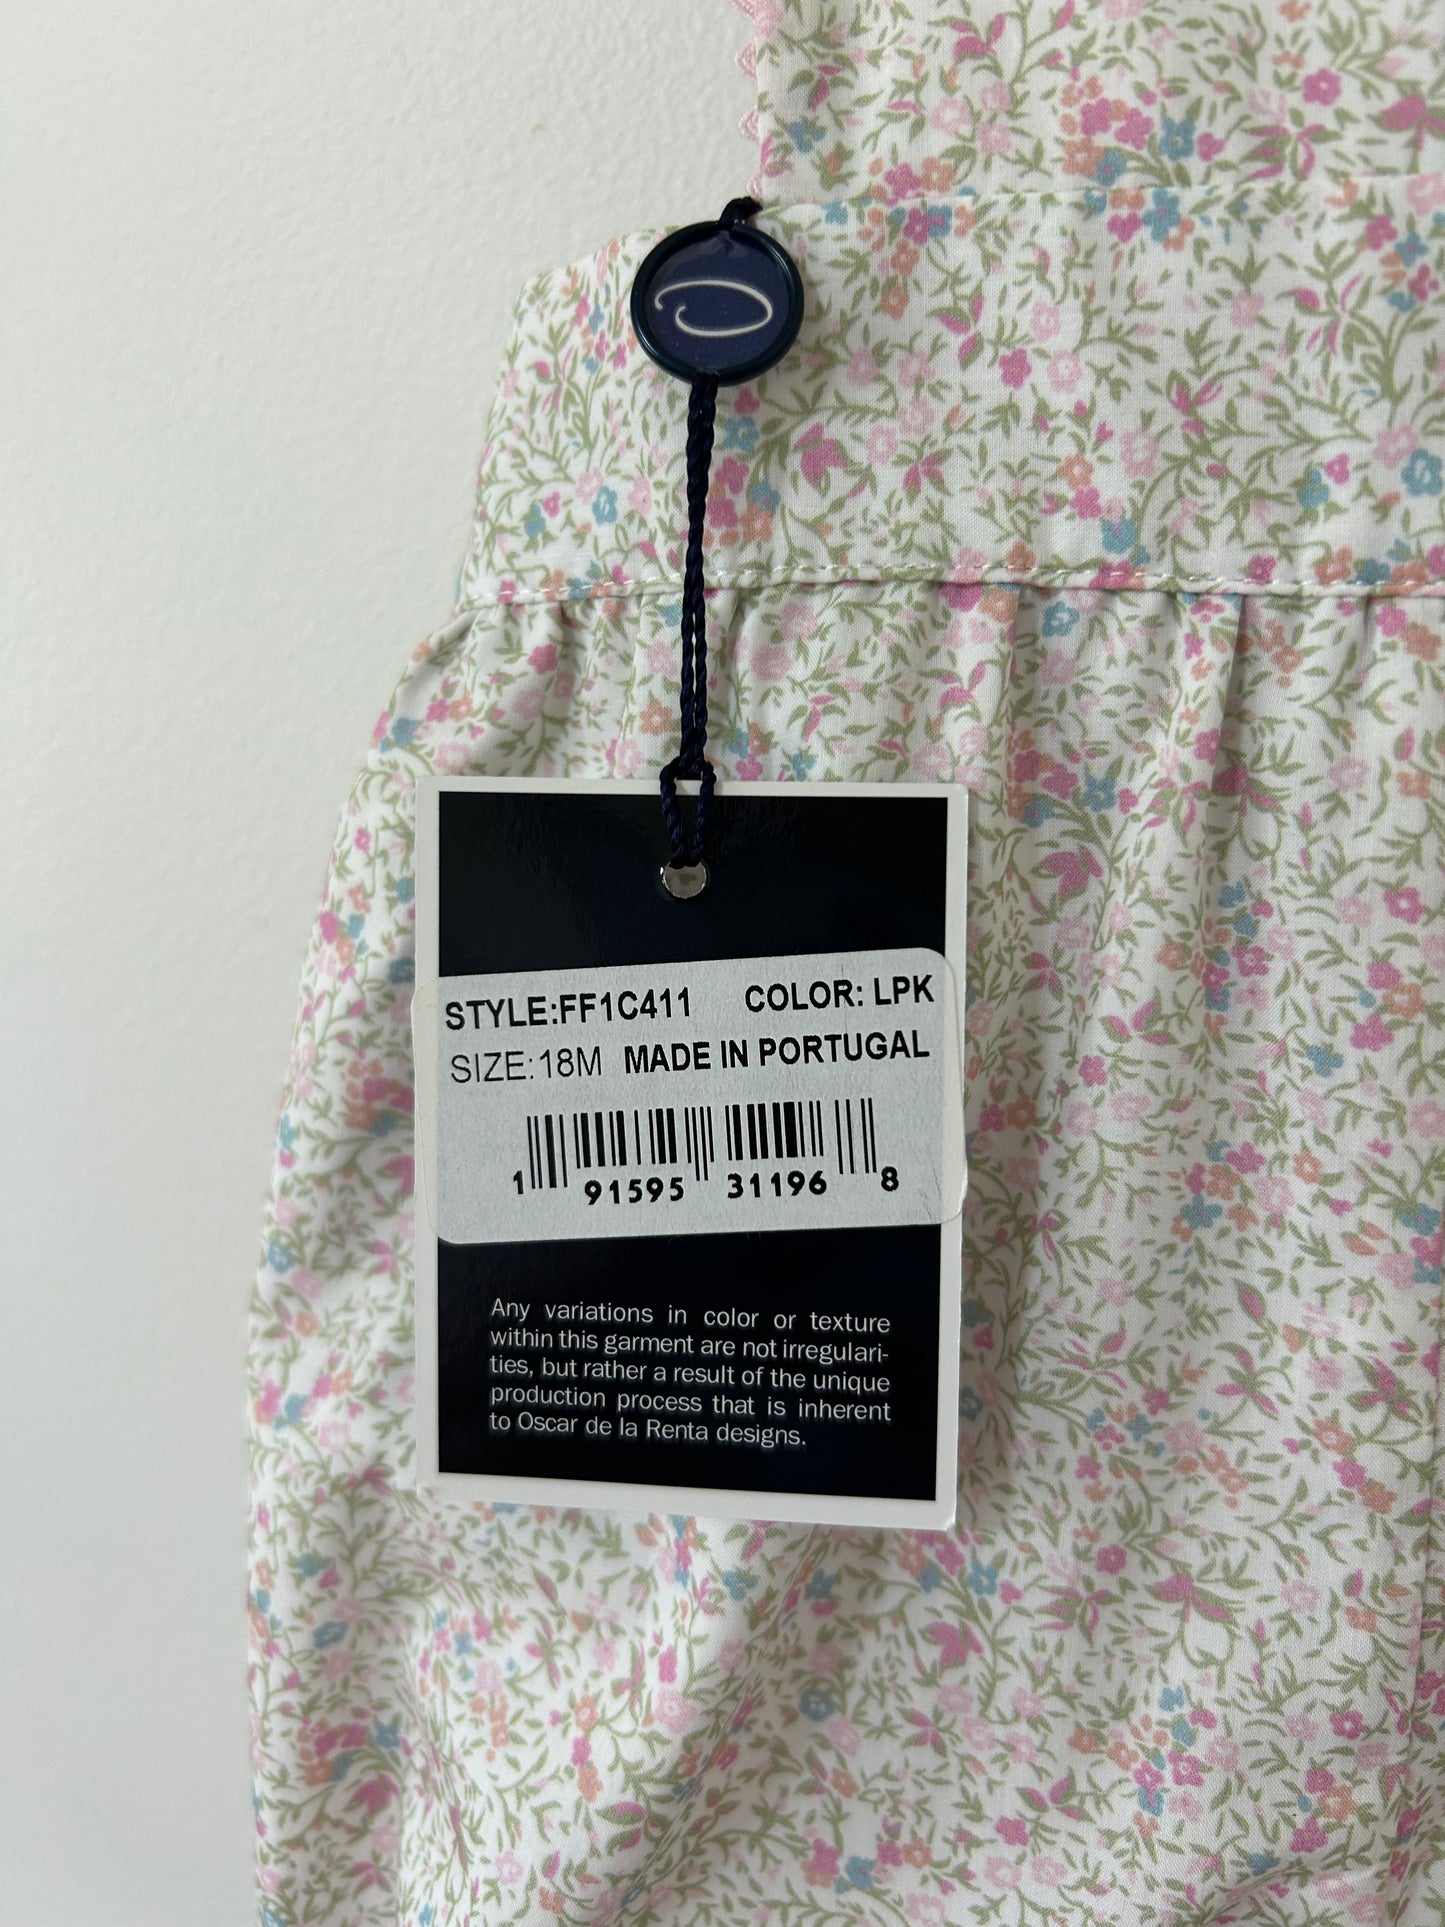 STYLE:FF1C411 COLOR: LPK
SIZE:18M MADE IN PORTUGAL
1 91595 31196 8
Any variations in color or texture
within this garment are not irregulari-
ties, but rather a result of the unique
production process that is inherent
to Oscar de la Renta designs.